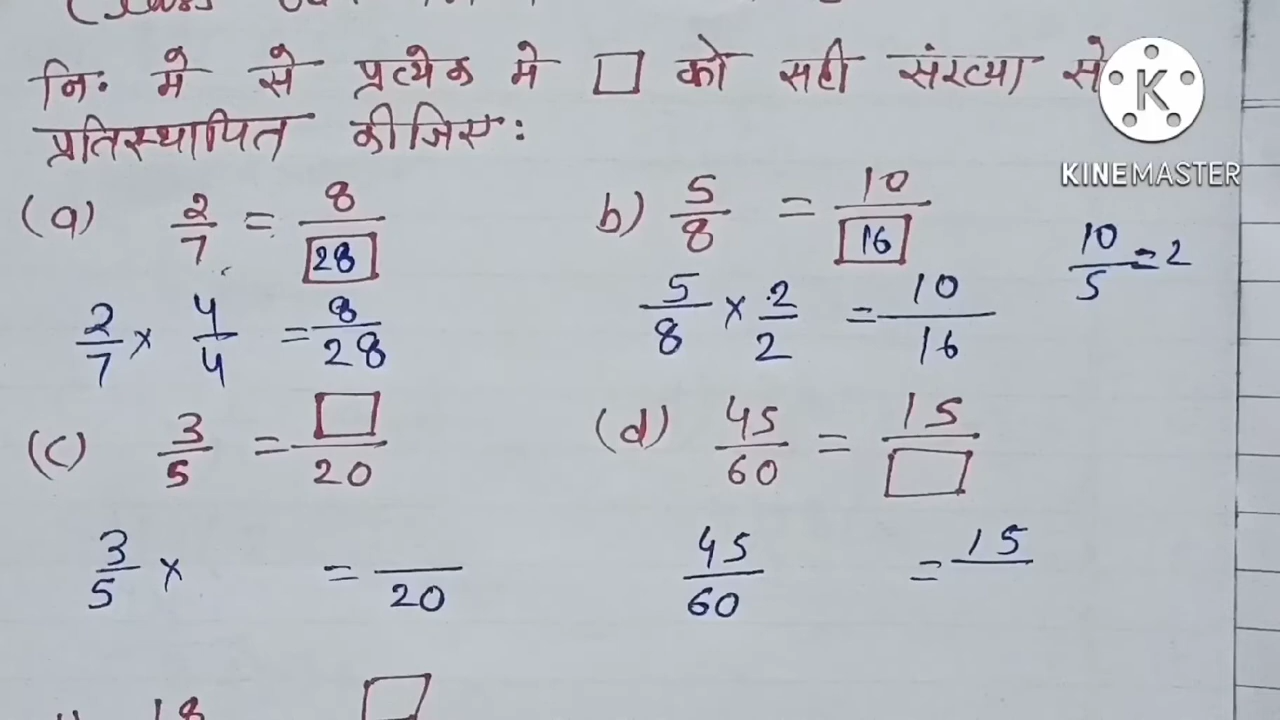 नि॰ मे से प्रत्येक मे □ को सही संख्या से
प्रतिस्थापित कीजिए:
K
KINEMASTER
(a) 2/7 = 8/28
b) 5/8 = 10/16
10/5 = 2
2/7 × 4/4 = 8/28
5/8 × 2/2 = 10/16
(c) 3/5 = □/20
(d) 45/60 = 15/□
3/5 × = /20
45/60 = 15/
18 □